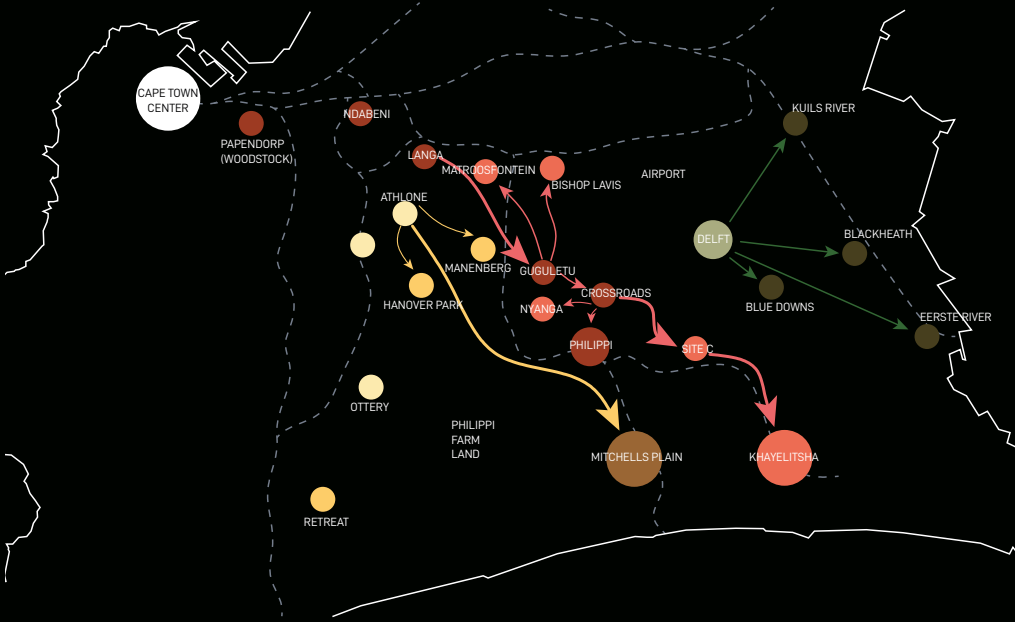 CAPE TOWN
CENTER
PAPENDORP
(WOODSTOCK)
NDABENI
KUILS RIVER
LANGA
MATROOSFONTEIN
BISHOP LAVIS
AIRPORT
ATHLONE
DELFT
BLACKHEATH
MANENBERG
GUGULETU
HANOVER PARK
CROSSROADS
NYANGA
BLUE DOWNS
EERSTE RIVER
PHILIPPI
SITE C
OTTERY
PHILIPPI
FARM
LAND
MITCHELLS PLAIN
KHAYELITSHA
RETREAT